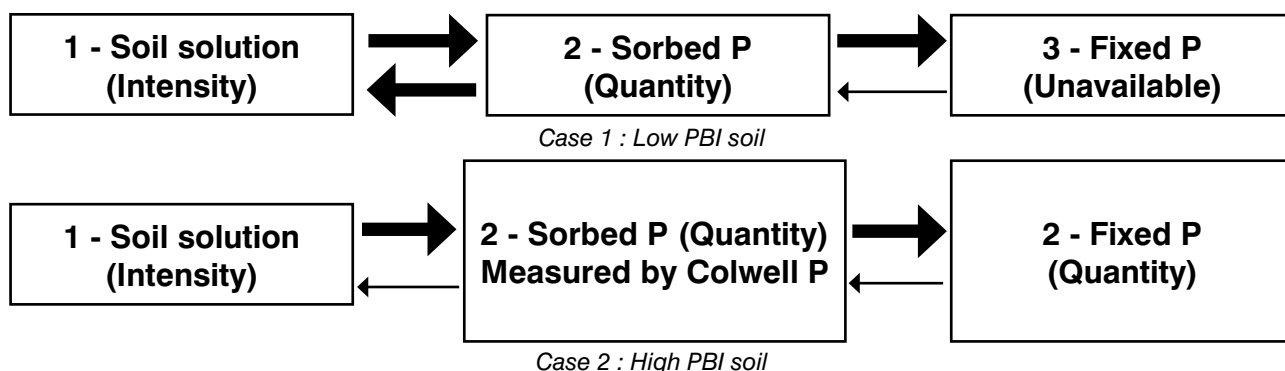 1 - Soil solution
(Intensity)
2 - Sorbed P
(Quantity)
3 - Fixed P
(Unavailable)
Case 1 : Low PBI soil
1 - Soil solution
(Intensity)
2 - Sorbed P (Quantity)
Measured by Colwell P
2 - Fixed P
(Quantity)
Case 2 : High PBI soil